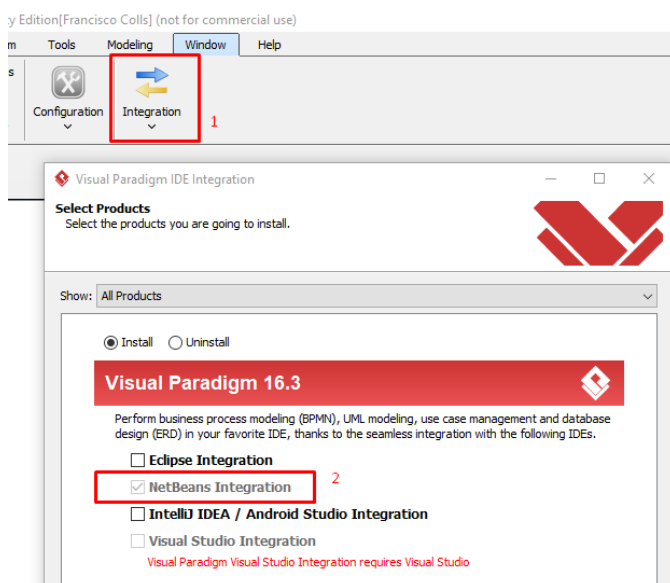 y Edition[Francisco Colls] (not for commercial use)
m Tools Modeling Window Help
s
Configuration Integration
1
Visual Paradigm IDE Integration
Select Products
Select the products you are going to install.
Show: All Products
Install Uninstall
Visual Paradigm 16.3
Perform business process modeling (BPMN), UML modeling, use case management and database
design (ERD) in your favorite IDE, thanks to the seamless integration with the following IDEs.
Eclipse Integration
NetBeans Integration 2
IntelliJ IDEA / Android Studio Integration
Visual Studio Integration
Visual Paradigm Visual Studio Integration requires Visual Studio